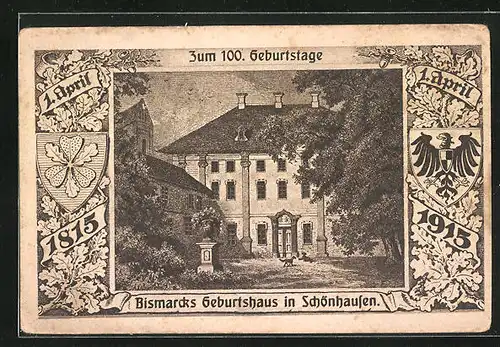 Zum 100. Geburtstage
1. April
1. April
1815
1915
Bismarcks Geburtshaus in Schönhausen.